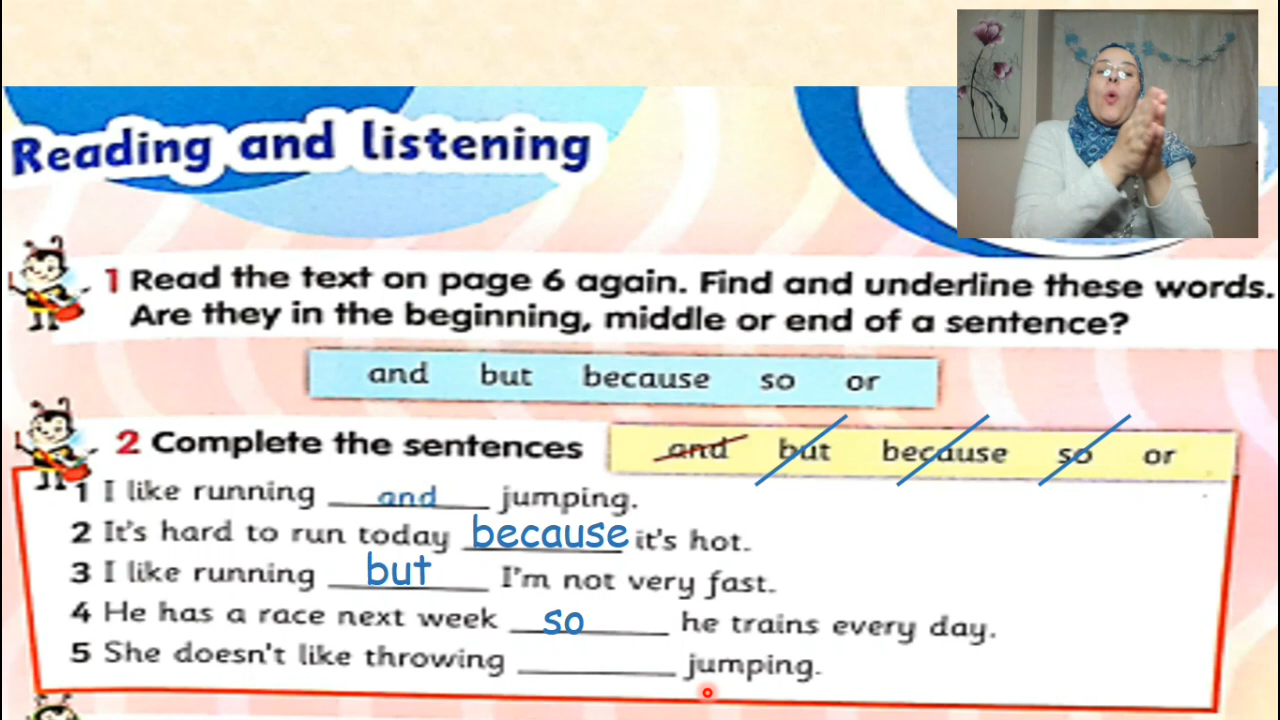 Reading and listening
1 Read the text on page 6 again. Find and underline these words.
Are they in the beginning, middle or end of a sentence?
and but because so or
2 Complete the sentences and but because so or
1 I like running and jumping.
2 It's hard to run today because it's hot.
3 I like running but I'm not very fast.
4 He has a race next week so he trains every day.
5 She doesn't like throwing ________ jumping.